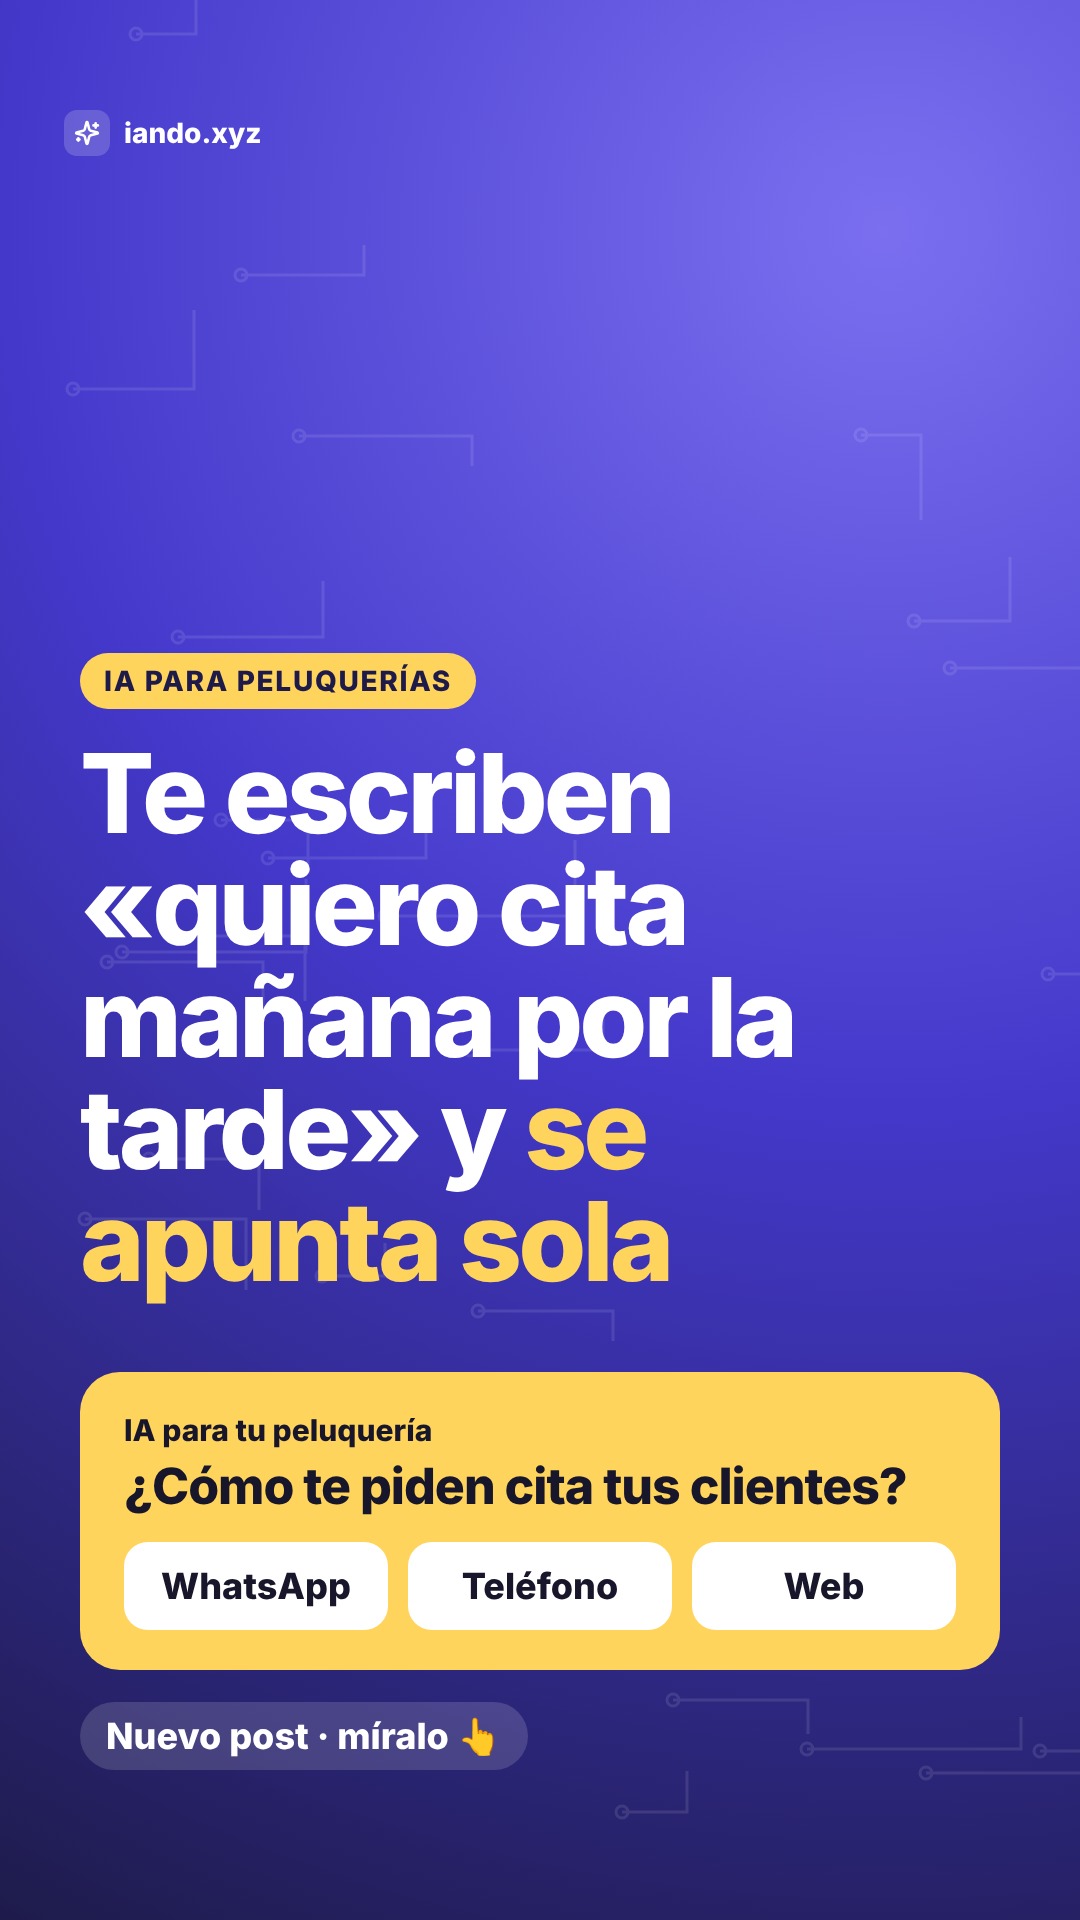 iando.xyz
IA PARA PELUQUERÍAS
Te escriben
«quiero cita
mañana por la
tarde» y se
apunta sola
IA para tu peluquería
¿Cómo te piden cita tus clientes?
WhatsApp
Teléfono
Web
Nuevo post · míralo 👆